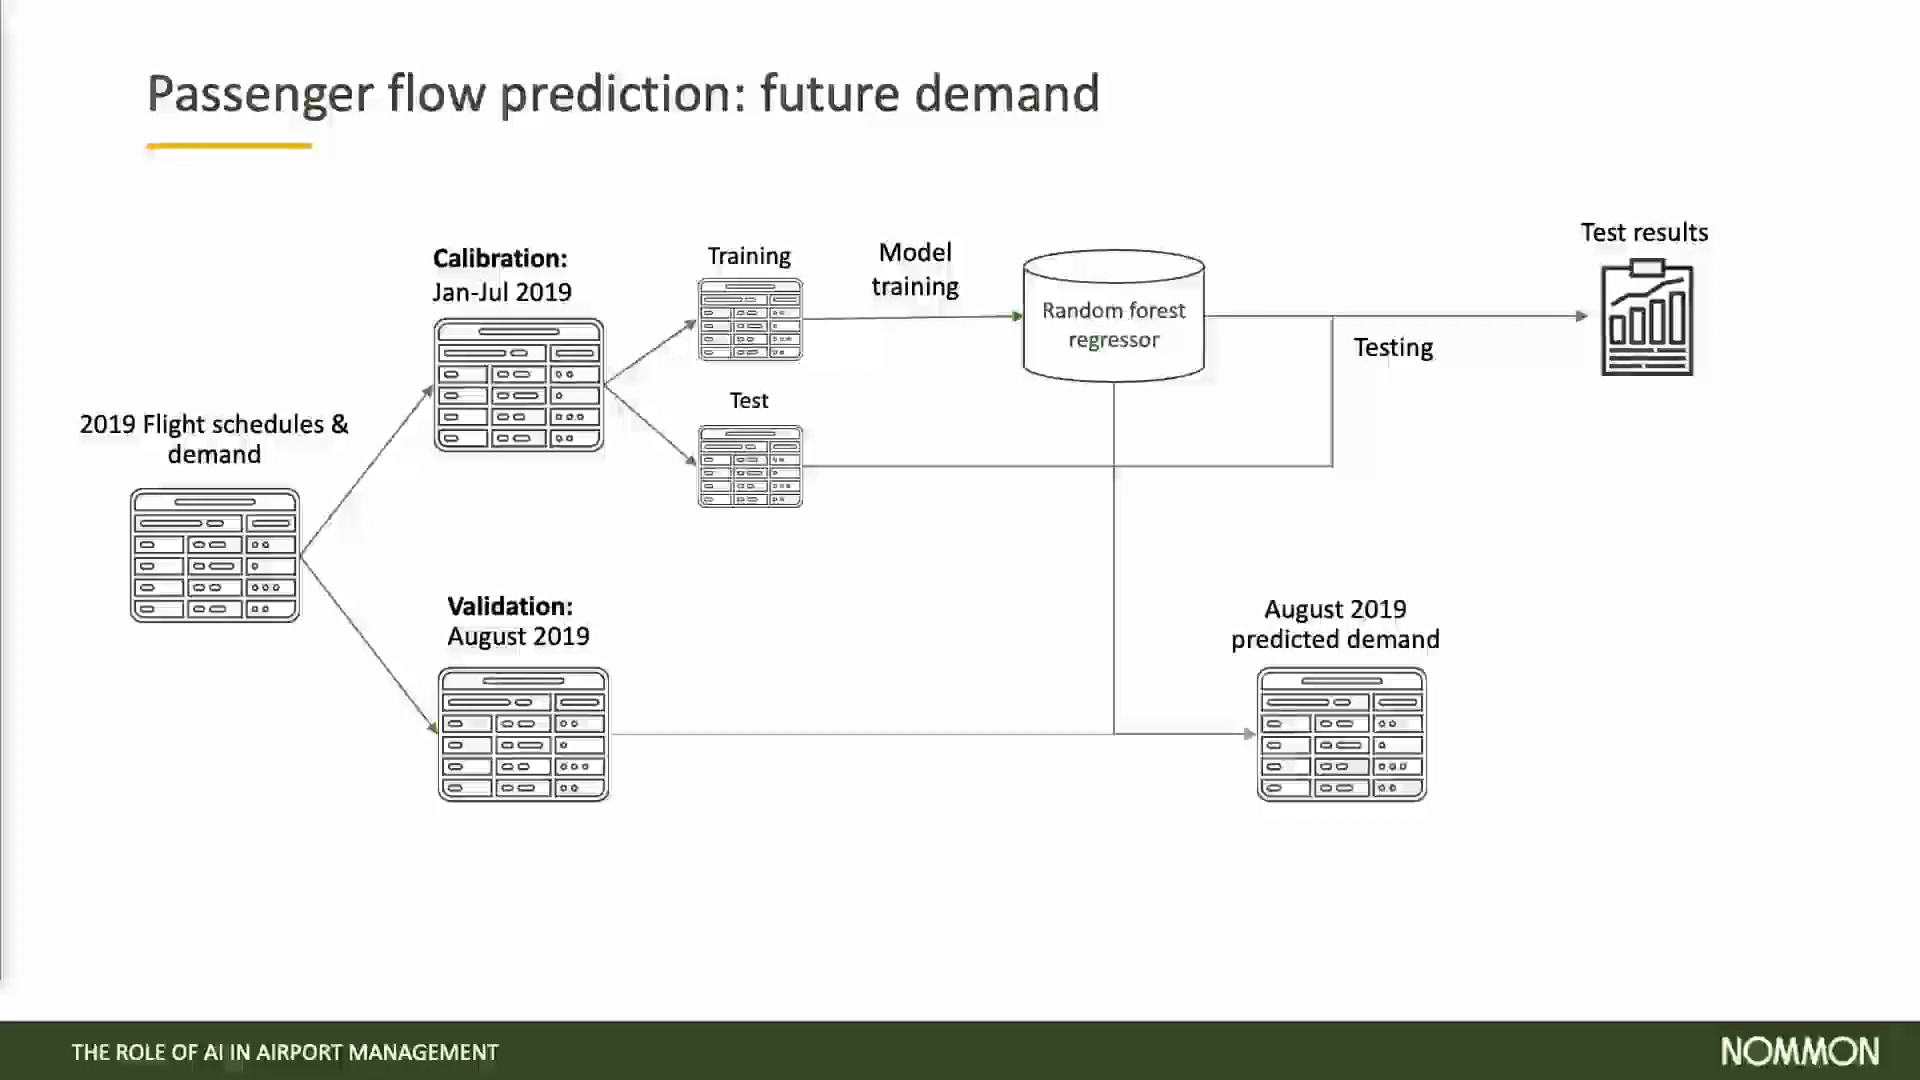 Passenger flow prediction: future demand
2019 Flight schedules &
demand
Calibration:
Jan-Jul 2019
Training
Test
Model
training
Random forest
regressor
Testing
Test results
Validation:
August 2019
August 2019
predicted demand
THE ROLE OF AI IN AIRPORT MANAGEMENT
NOMMON